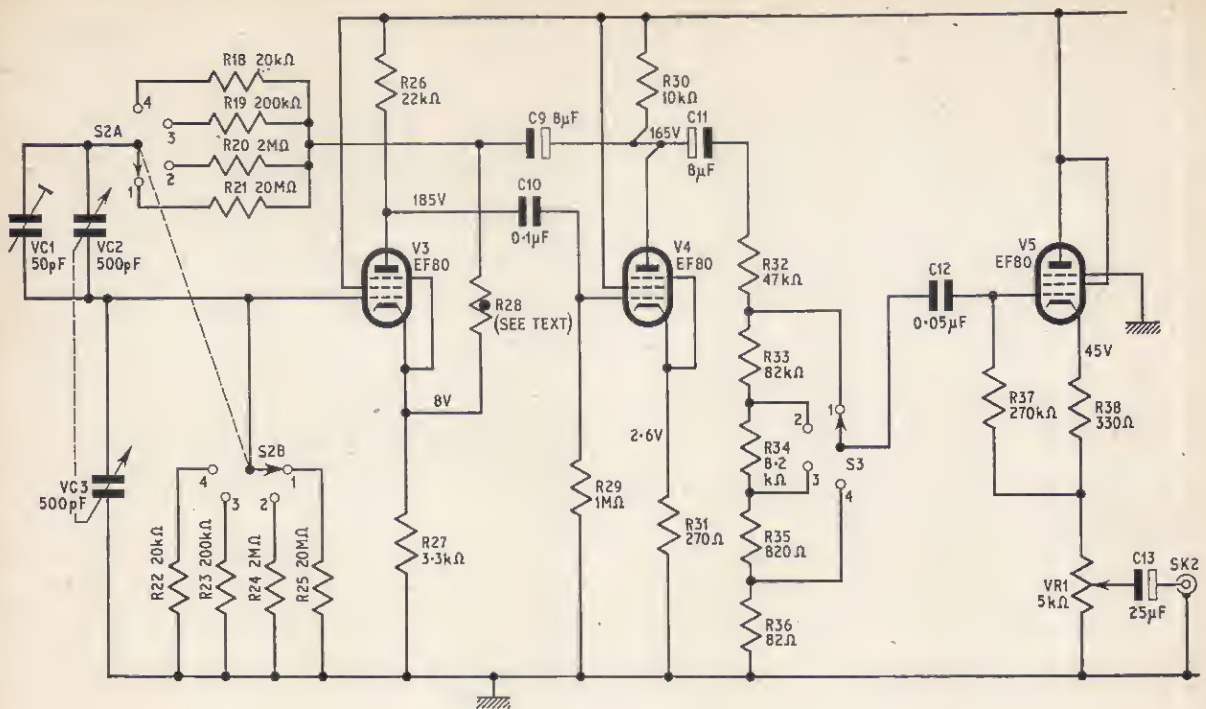 R18 20kΩ
4
R19 200kΩ
S2A
3
R20 2MΩ
2
R21 20MΩ
1
VC1
50pF
VC2
500pF
R26
22kΩ
185V
C9 8μF
C10
0·1μF
V3
EF80
R28
(SEE TEXT)
8V
R27
3·3kΩ
R30
10kΩ
165V
C11
8μF
V4
EF80
2·6V
R29
1MΩ
R31
270Ω
R32
47kΩ
R33
82kΩ
R34
8·2
kΩ
R35
820Ω
R36
82Ω
1
2
3
S3
4
C12
0·05μF
V5
EF80
45V
R37
270kΩ
R38
330Ω
VR1
5kΩ
C13
25μF
SK2
VC3
500pF
S2B
4
3
2
1
R22 20kΩ
R23 200kΩ
R24 2MΩ
R25 20MΩ